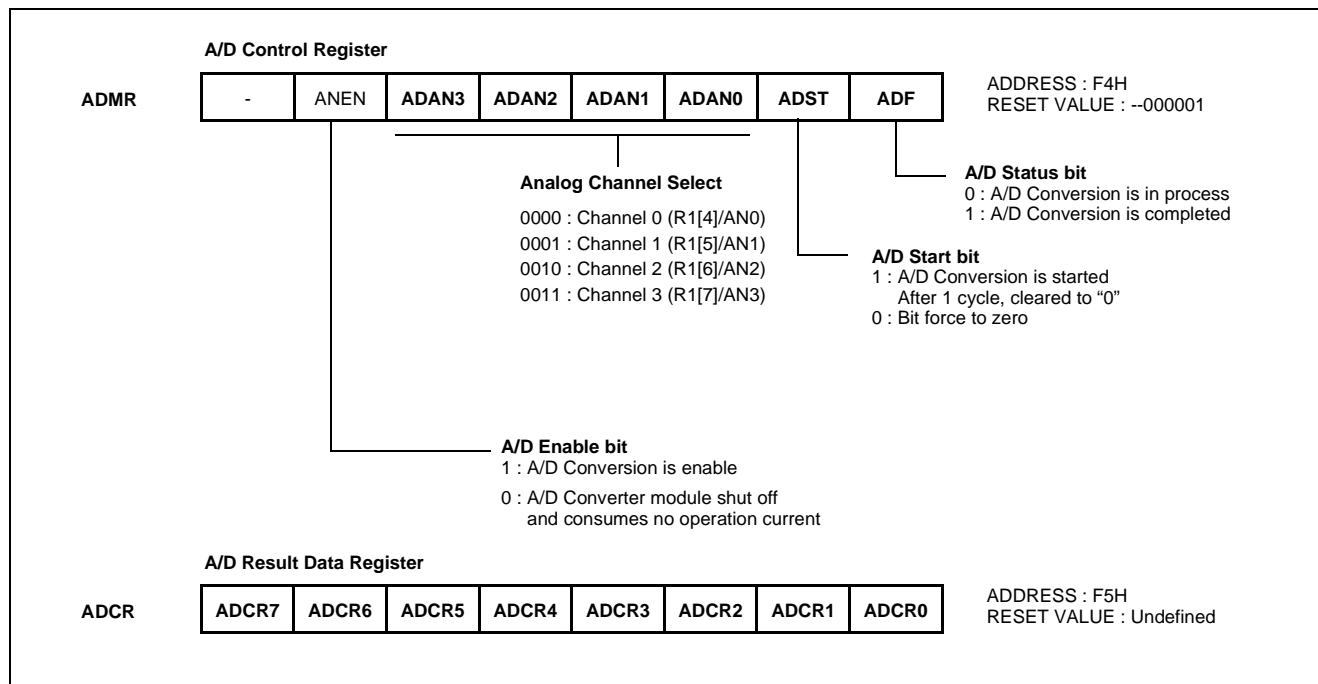 A/D Control Register
ADMR
- ANEN ADAN3 ADAN2 ADAN1 ADAN0 ADST ADF
ADDRESS : F4H
RESET VALUE : --000001
A/D Status bit
0 : A/D Conversion is in process
1 : A/D Conversion is completed
Analog Channel Select
0000 : Channel 0 (R1[4]/AN0)
0001 : Channel 1 (R1[5]/AN1)
0010 : Channel 2 (R1[6]/AN2)
0011 : Channel 3 (R1[7]/AN3)
A/D Start bit
1 : A/D Conversion is started
After 1 cycle, cleared to “0”
0 : Bit force to zero
A/D Enable bit
1 : A/D Conversion is enable
0 : A/D Converter module shut off
and consumes no operation current
A/D Result Data Register
ADCR
ADCR7 ADCR6 ADCR5 ADCR4 ADCR3 ADCR2 ADCR1 ADCR0
ADDRESS : F5H
RESET VALUE : Undefined